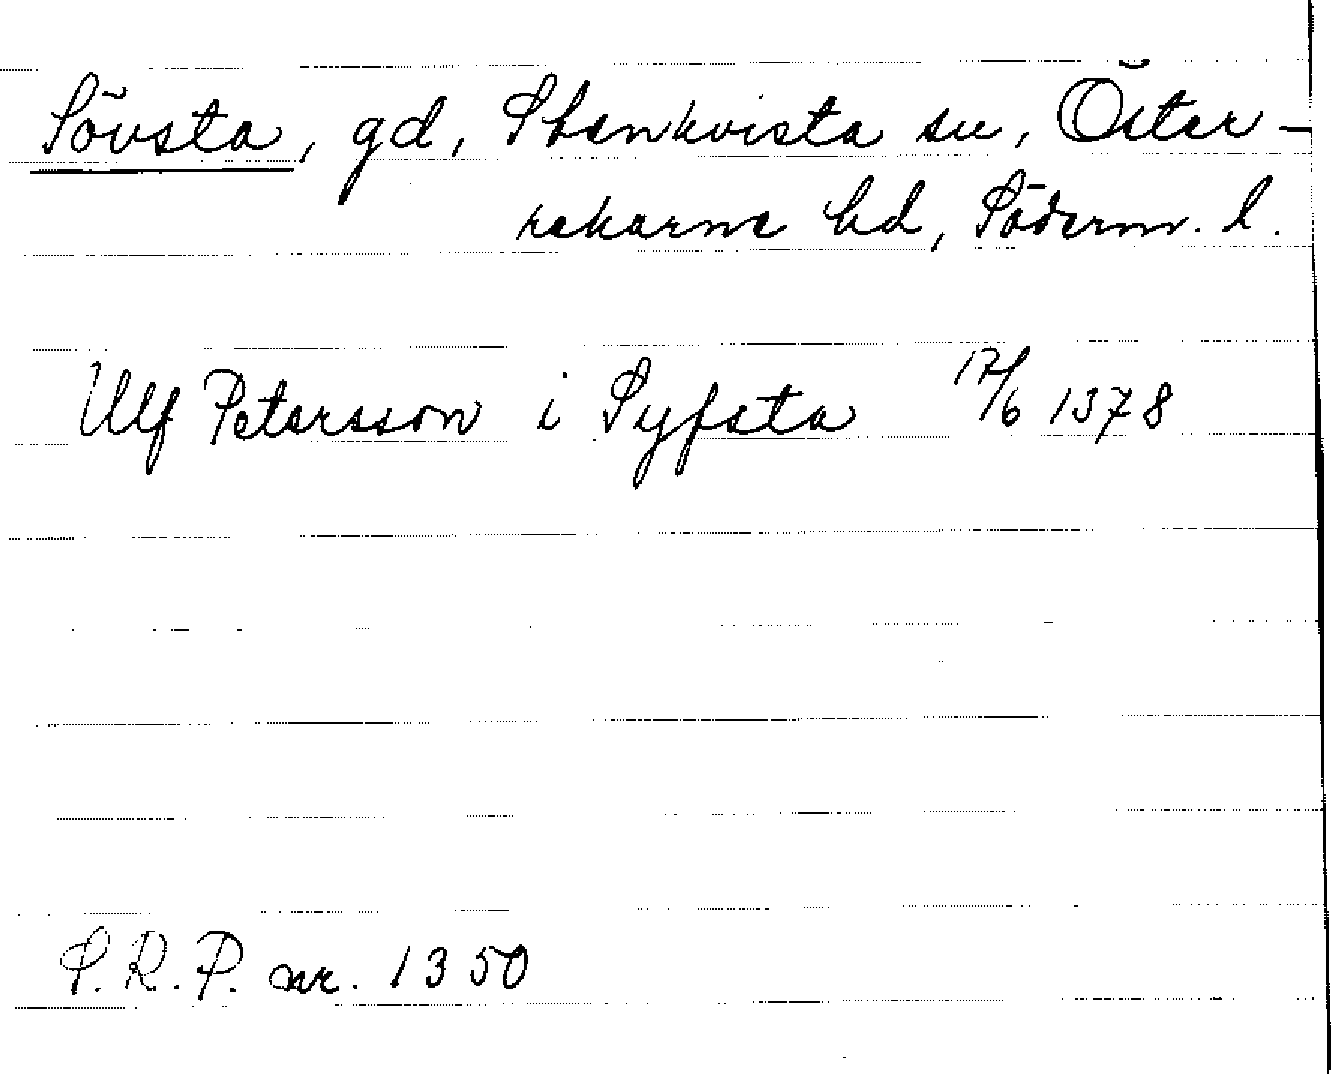 Sövsta, gd, Stenkvista sn, Öster-
rekarne hd, Söderm. l.
Ulf Petersson i Syfsta 17/6 1378
S.R.P. nr. 1350